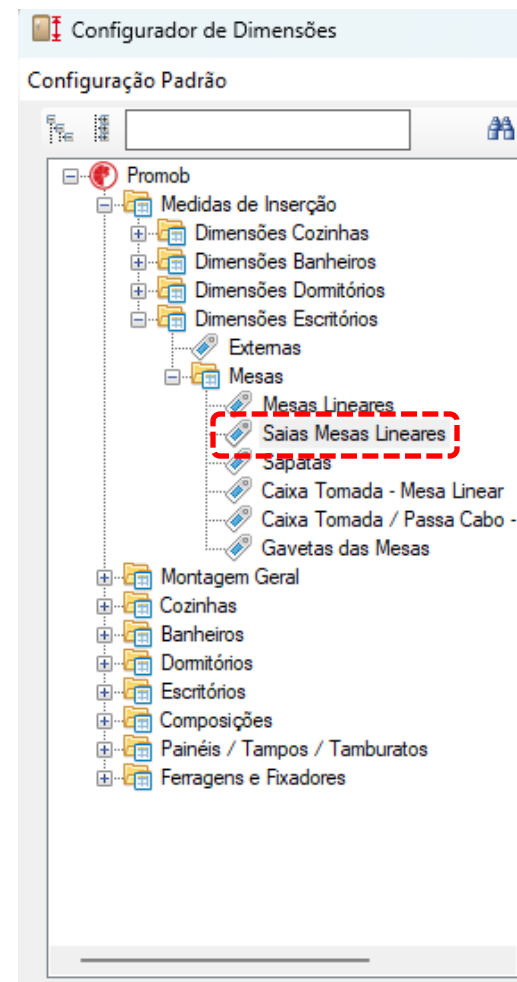 Configurador de Dimensões
Configuração Padrão
Promob
Medidas de Inserção
Dimensões Cozinhas
Dimensões Banheiros
Dimensões Dormitórios
Dimensões Escritórios
Externas
Mesas
Mesas Lineares
Saias Mesas Lineares
Sapatas
Caixa Tomada - Mesa Linear
Caixa Tomada / Passa Cabo -
Gavetas das Mesas
Montagem Geral
Cozinhas
Banheiros
Dormitórios
Escritórios
Composições
Painéis / Tampos / Tamburatos
Ferragens e Fixadores